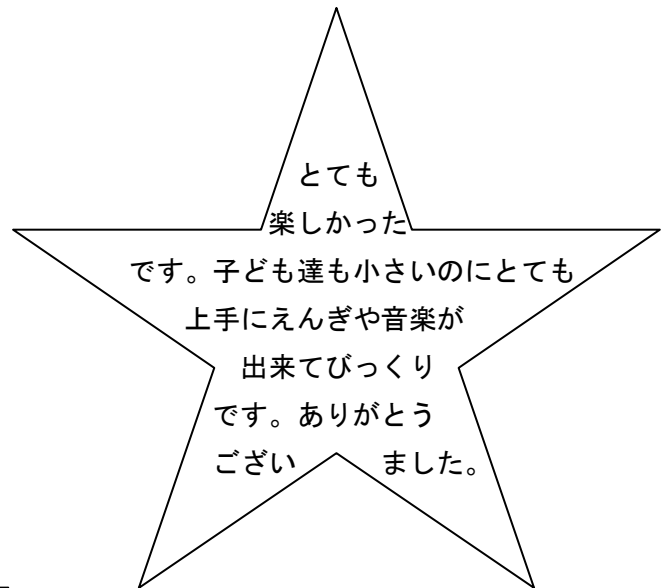 とても
楽しかった
です。子ども達も小さいのにとても
上手にえんぎや音楽が
出来てびっくり
です。ありがとう
ござい　　　ました。